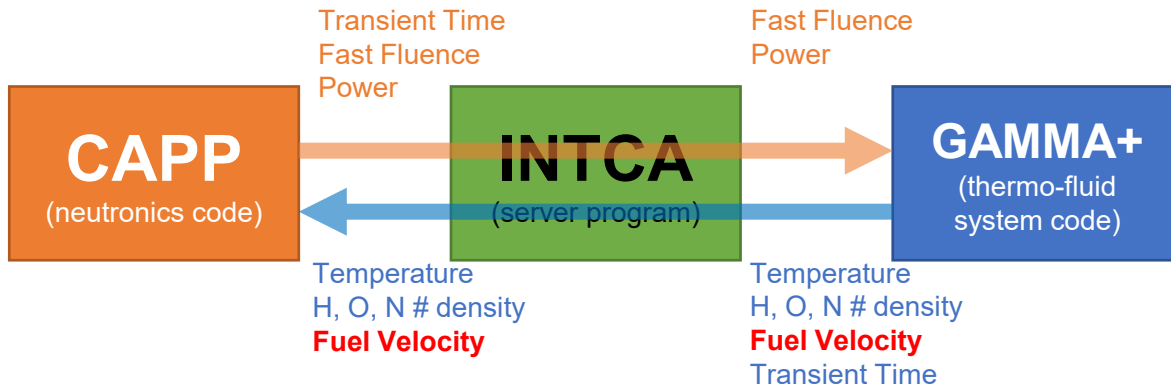 Transient Time
Fast Fluence
Power
Fast Fluence
Power
CAPP
(neutronics code)
INTCA
(server program)
GAMMA+
(thermo-fluid
system code)
Temperature
H, O, N # density
Fuel Velocity
Temperature
H, O, N # density
Fuel Velocity
Transient Time